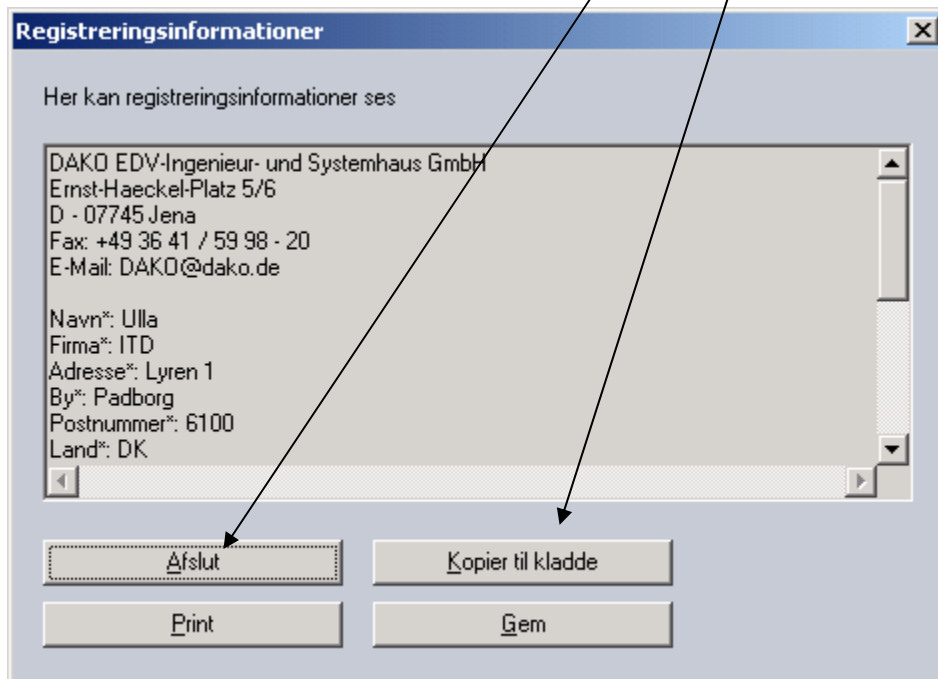 Registreringsinformationer
Her kan registreringsinformationer ses
DAKO EDV-Ingenieur- und Systemhaus GmbH
Ernst-Haeckel-Platz 5/6
D - 07745 Jena
Fax: +49 36 41 / 59 98 - 20
E-Mail: DAKO@dako.de
Navn*: Ulla
Firma*: ITD
Adresse*: Lyren 1
By*: Padborg
Postnummer*: 6100
Land*: DK
Afslut
Kopier til kladde
Print
Gem